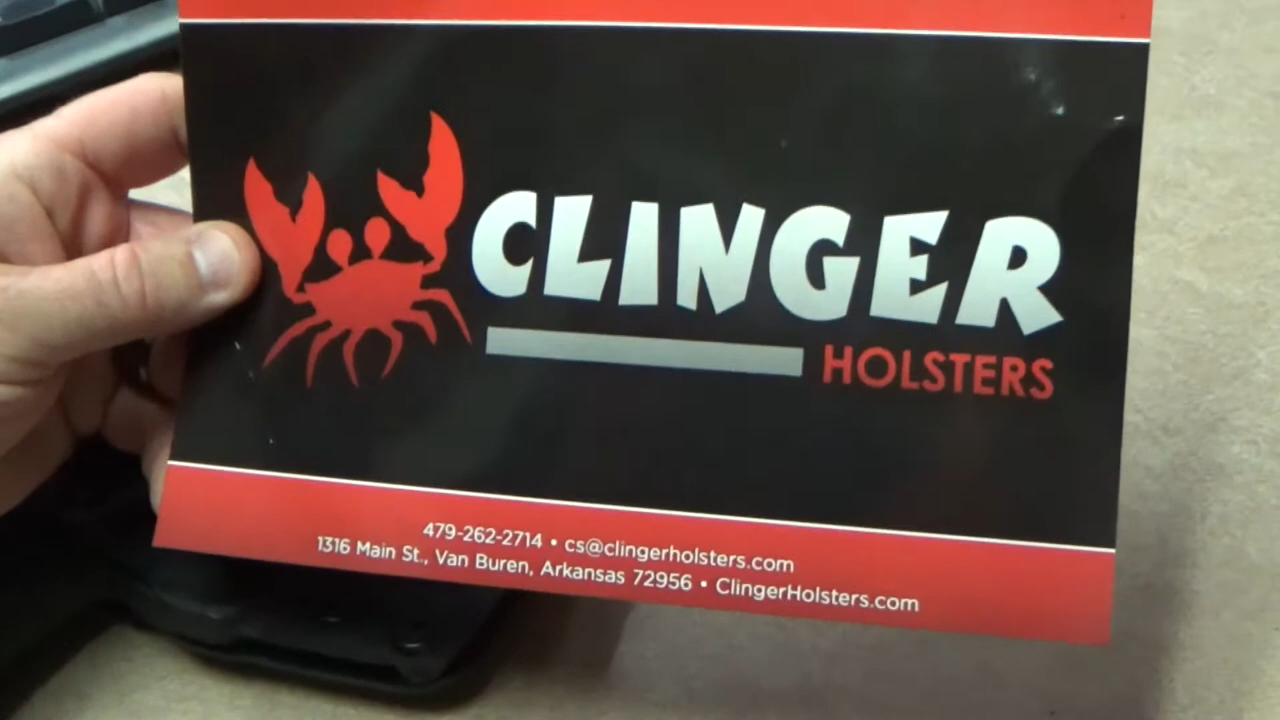 CLINGER
HOLSTERS
479-262-2714 • cs@clingerholsters.com
1316 Main St., Van Buren, Arkansas 72956 • ClingerHolsters.com